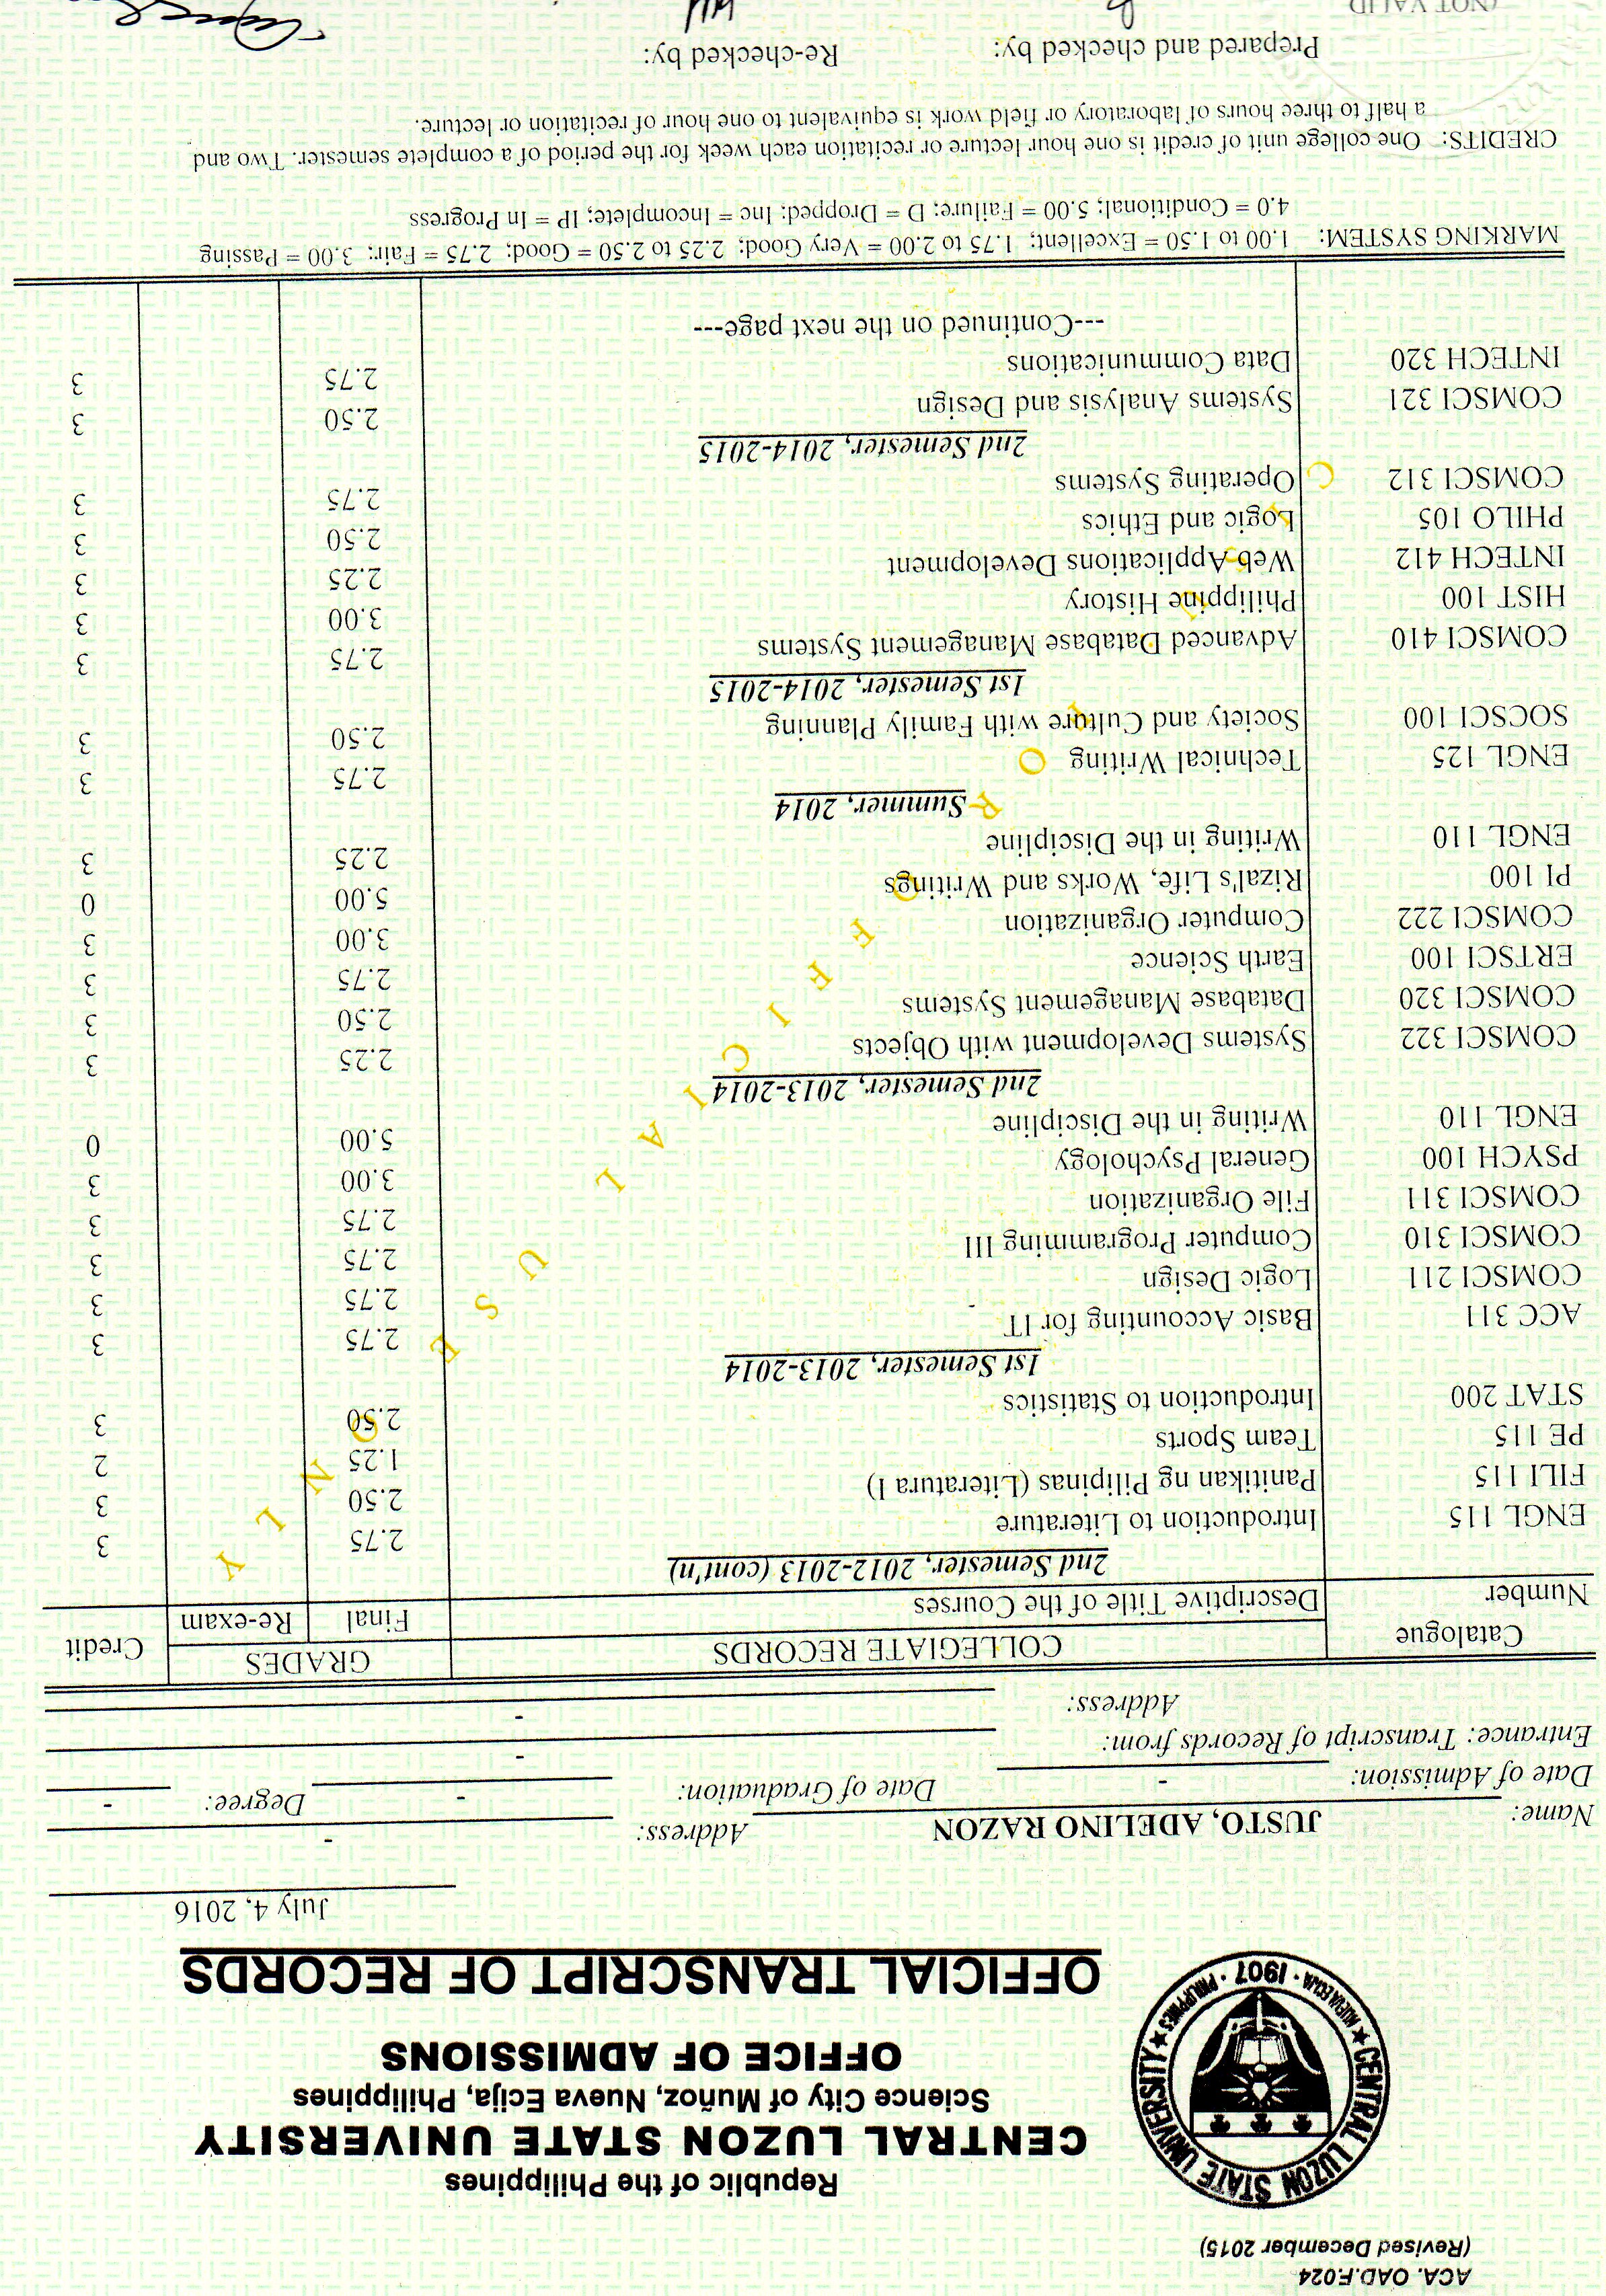 ACA. OAD.F.024
(Revised December 2015)
CENTRAL LUZON STATE UNIVERSITY
NUEVA ECIJA · 1907 · PHILIPPINES
Republic of the Philippines
CENTRAL LUZON STATE UNIVERSITY
Science City of Muñoz, Nueva Ecija, Philippines
OFFICE OF ADMISSIONS
OFFICIAL TRANSCRIPT OF RECORDS
July 4, 2016
Name: JUSTO, ADELINO RAZON Address: -
Date of Admission: - Date of Graduation: - Degree: -
Entrance: Transcript of Records from: -
Address: -
Catalogue Number COLLEGIATE RECORDS GRADES Credit
Descriptive Title of the Courses Final Re-exam
2nd Semester, 2012-2013 (cont'n)
ENGL 115 Introduction to Literature 2.75 3
FILI 115 Panitikan ng Pilipinas (Literatura I) 2.50 3
PE 115 Team Sports 1.25 2
STAT 200 Introduction to Statistics 2.50 3
1st Semester, 2013-2014
ACC 311 Basic Accounting for IT 2.75 3
COMSCI 211 Logic Design 2.75 3
COMSCI 310 Computer Programming III 2.75 3
COMSCI 311 File Organization 2.75 3
PSYCH 100 General Psychology 3.00 3
ENGL 110 Writing in the Discipline 5.00 0
2nd Semester, 2013-2014
COMSCI 322 Systems Development with Objects 2.25 3
COMSCI 320 Database Management Systems 2.50 3
ERTSCI 100 Earth Science 2.75 3
COMSCI 222 Computer Organization 3.00 3
PI 100 Rizal's Life, Works and Writings 5.00 0
ENGL 110 Writing in the Discipline 2.25 3
Summer, 2014
ENGL 125 Technical Writing 2.75 3
SOCSCI 100 Society and Culture with Family Planning 2.50 3
1st Semester, 2014-2015
COMSCI 410 Advanced Database Management Systems 2.75 3
HIST 100 Philippine History 3.00 3
INTECH 412 Web Applications Development 2.25 3
PHILO 105 Logic and Ethics 2.50 3
COMSCI 312 Operating Systems 2.75 3
2nd Semester, 2014-2015
COMSCI 321 Systems Analysis and Design 2.50 3
INTECH 320 Data Communications 2.75 3
---Continued on the next page---
MARKING SYSTEM: 1.00 to 1.50 = Excellent; 1.75 to 2.00 = Very Good; 2.25 to 2.50 = Good; 2.75 = Fair; 3.00 = Passing
4.0 = Conditional; 5.00 = Failure; D = Dropped; Inc = Incomplete; IP = In Progress
CREDITS: One college unit of credit is one hour lecture or recitation each week for the period of a complete semester. Two and
a half to three hours of laboratory or field work is equivalent to one hour of recitation or lecture.
Prepared and checked by: Re-checked by:
(NOT VALID
FOR OFFICIAL USE ONLY